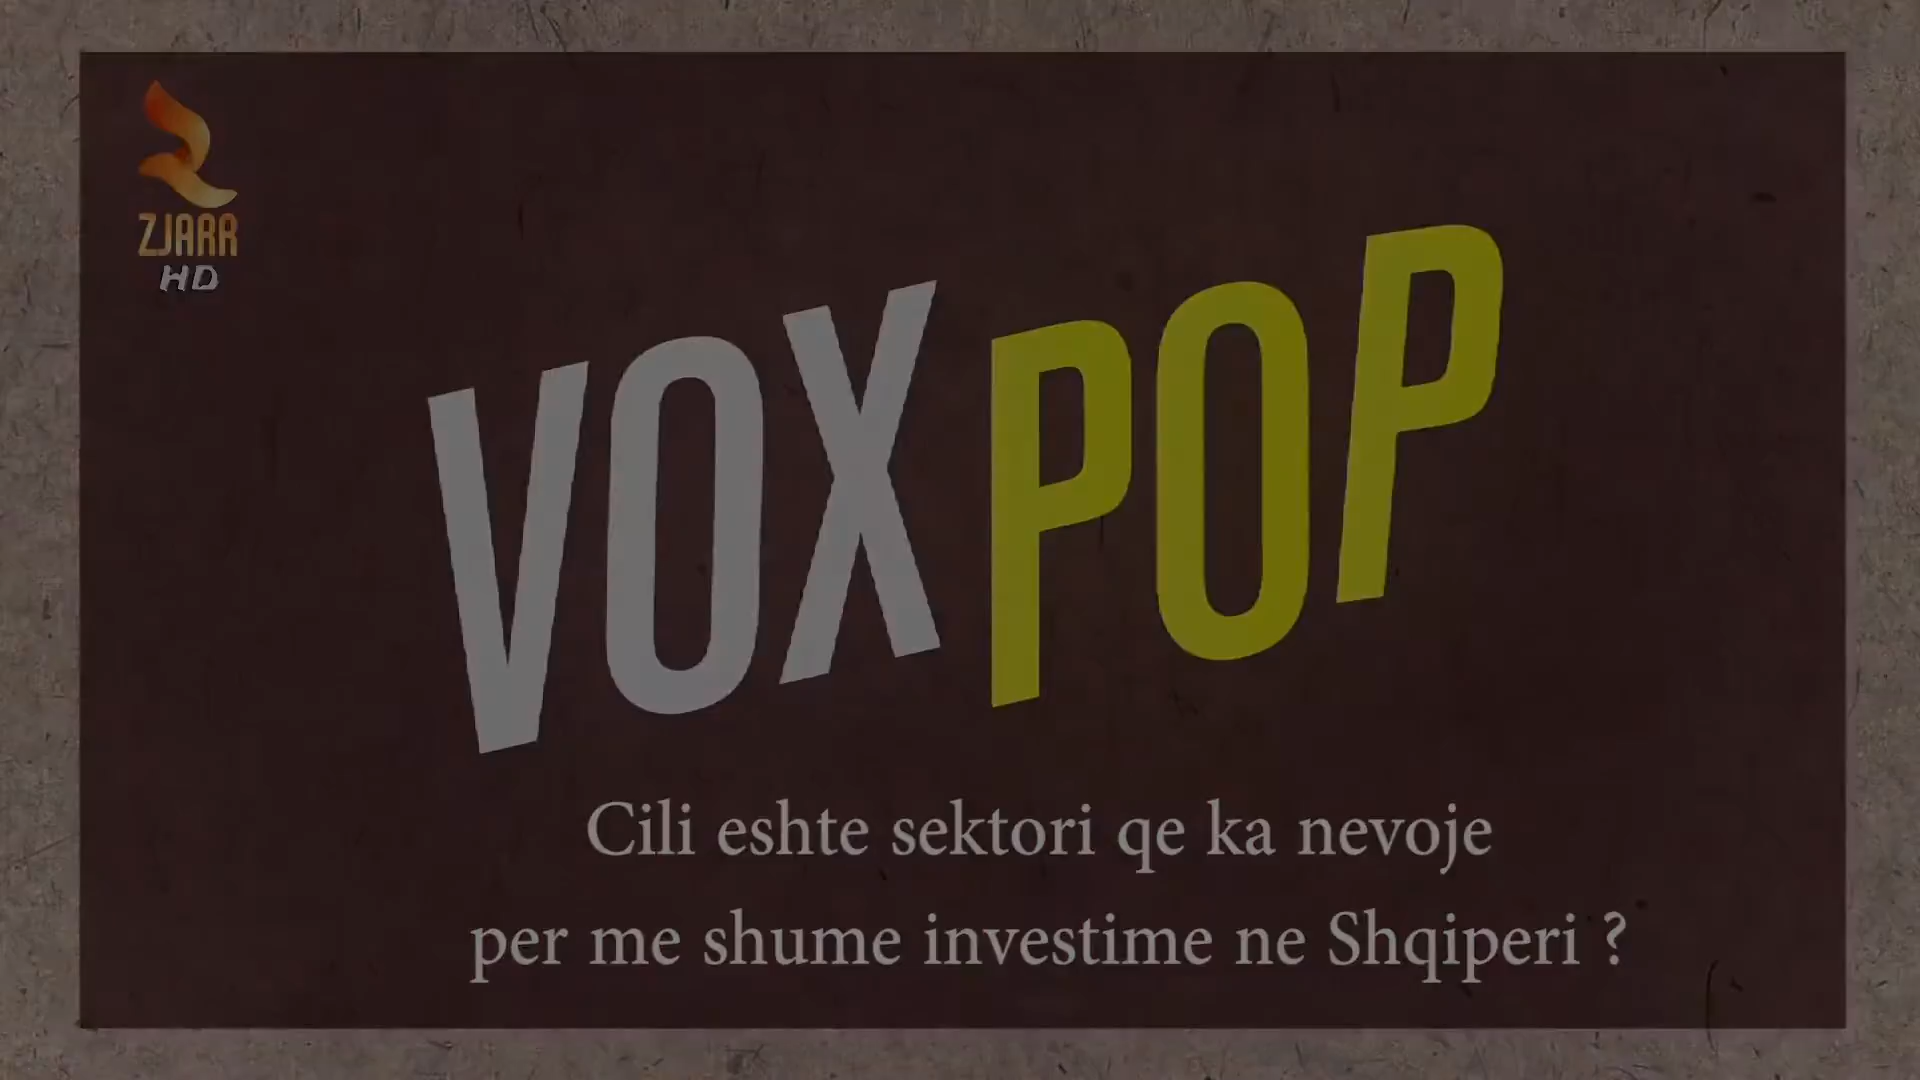 ZJARR
HD
VOX POP
Cili eshte sektori qe ka nevoje
per me shume investime ne Shqiperi ?